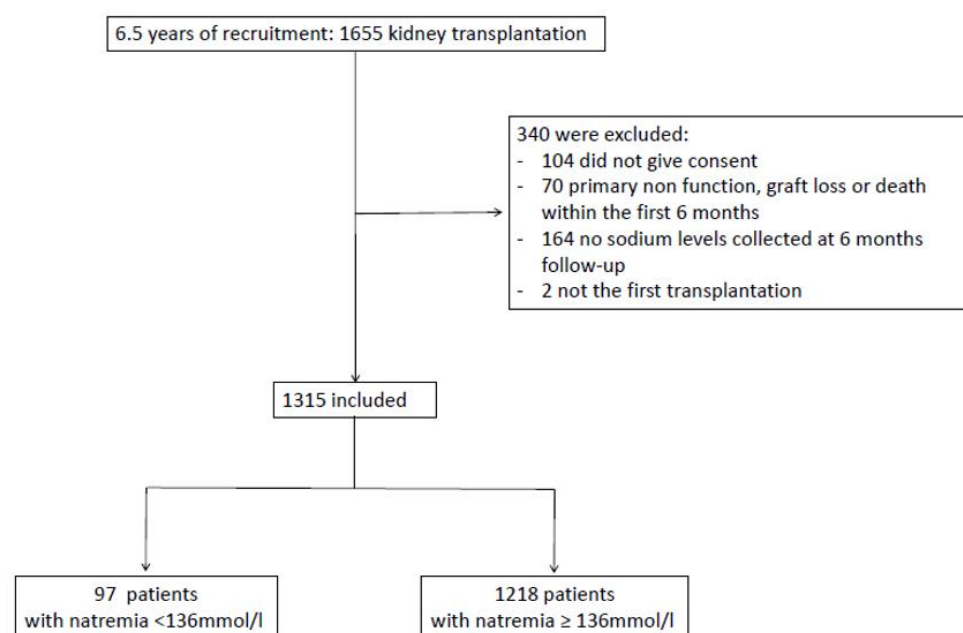 6.5 years of recruitment: 1655 kidney transplantation
340 were excluded:
- 104 did not give consent
- 70 primary non function, graft loss or death
within the first 6 months
- 164 no sodium levels collected at 6 months
follow-up
- 2 not the first transplantation
1315 included
97 patients
with natremia <136mmol/l
1218 patients
with natremia ≥ 136mmol/l